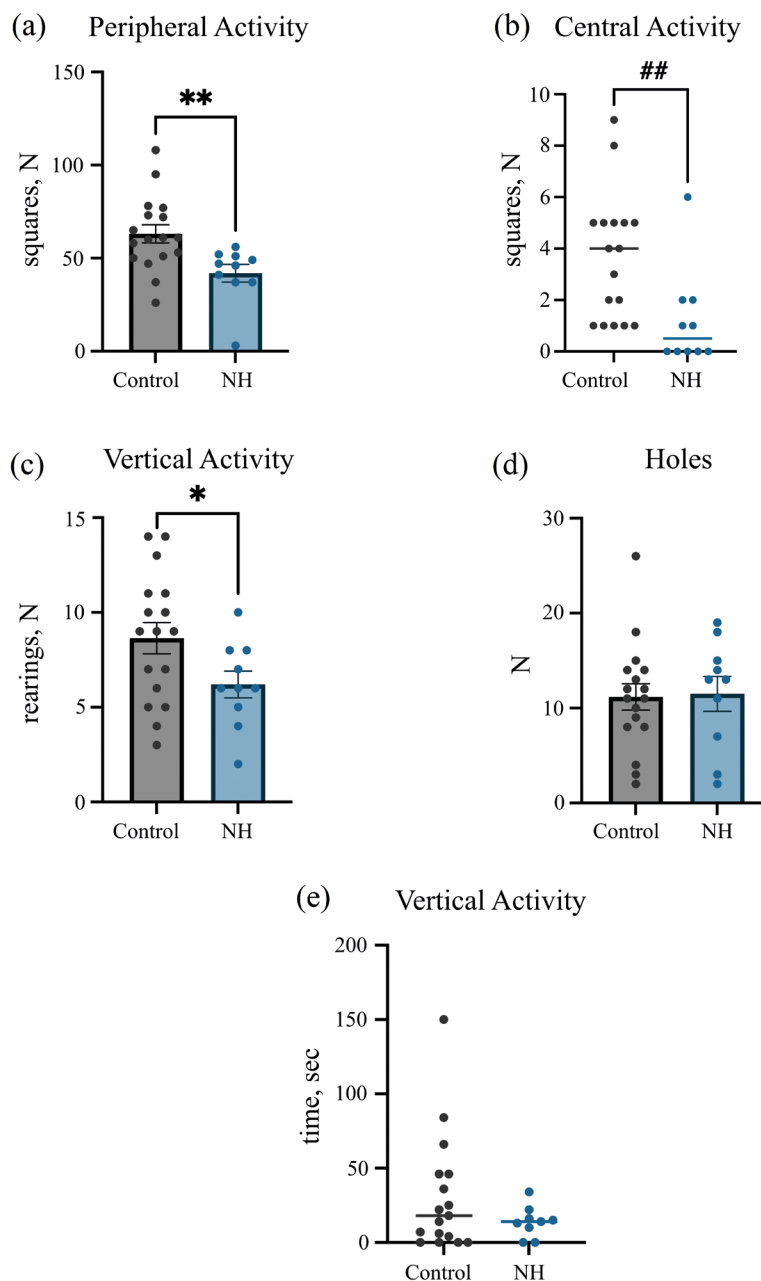 (a) Peripheral Activity
squares, N
150
100
50
0
**
Control NH
(b) Central Activity
squares, N
10
8
6
4
2
0
##
Control NH
(c) Vertical Activity
rearings, N
15
10
5
0
*
Control NH
(d) Holes
N
30
20
10
0
Control NH
(e) Vertical Activity
time, sec
200
150
100
50
0
Control NH